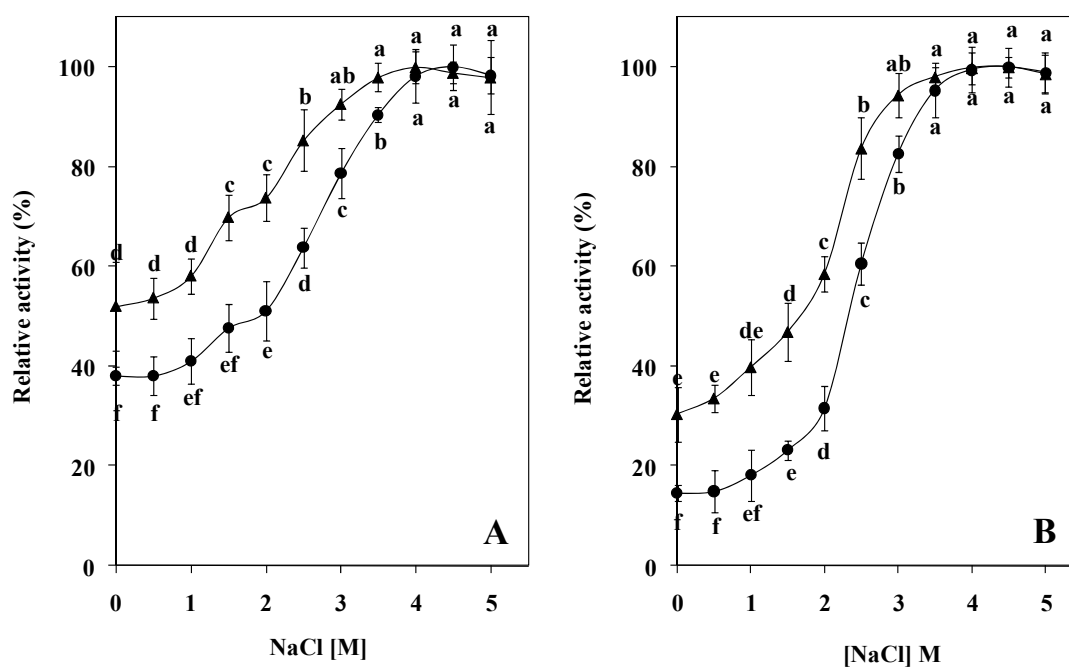 Relative activity (%)
100
80
60
40
20
0
a a a a
ab
b
c c
d d d
a a a
b
c
d
e
ef
ef
f f
A
0 1 2 3 4 5
NaCl [M]
Relative activity (%)
100
80
60
40
20
0
a a a a
ab
b
c
d
de
e e
a a a a
b
c
d
e
ef
f f
B
0 1 2 3 4 5
[NaCl] M